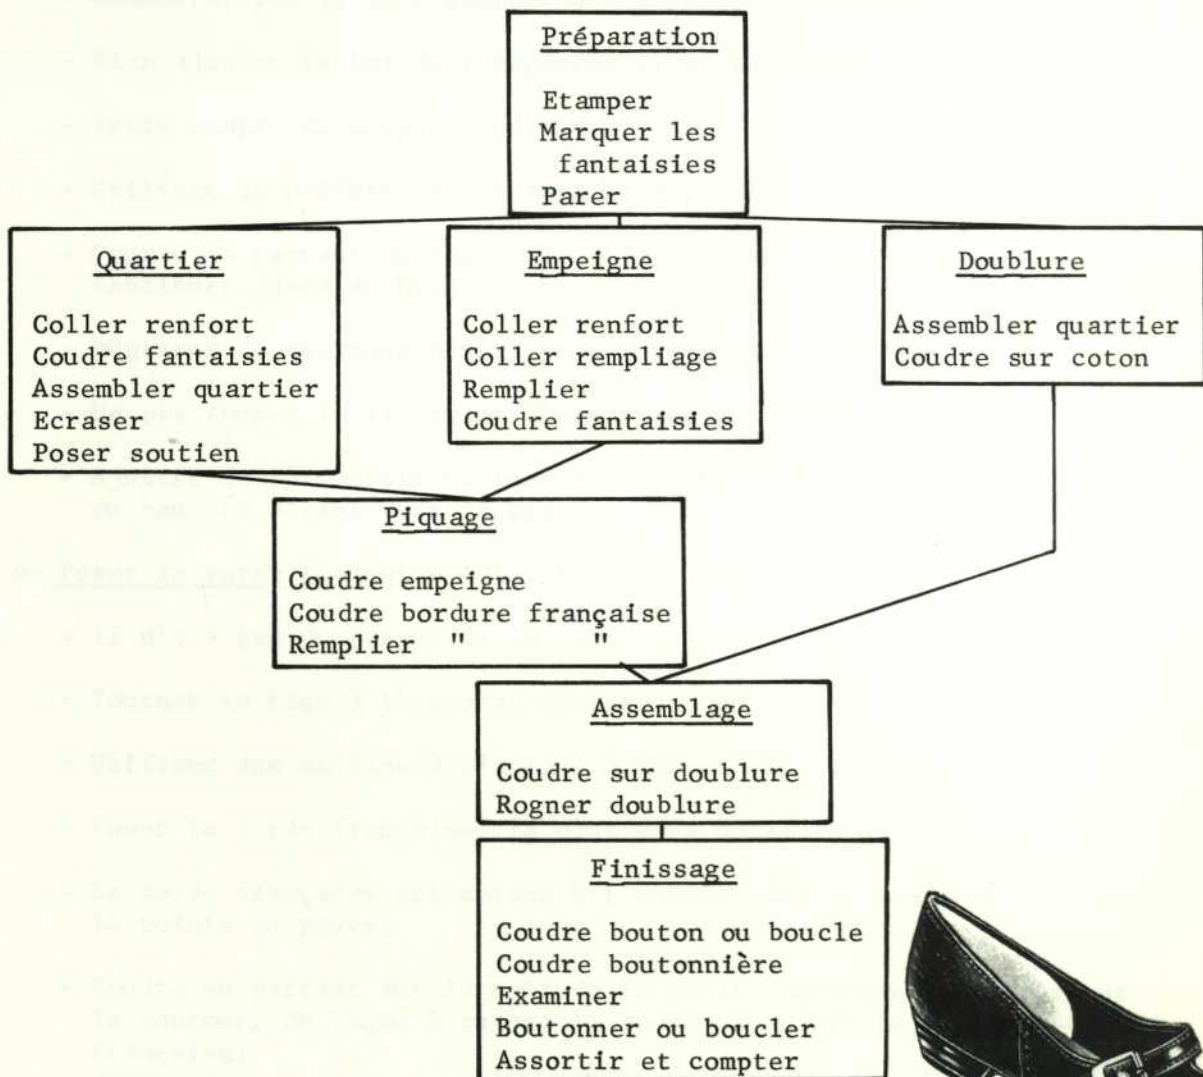 Préparation
Etamper
Marquer les
fantaisies
Parer
Quartier
Coller renfort
Coudre fantaisies
Assembler quartier
Ecraser
Poser soutien
Empeigne
Coller renfort
Coller rempliage
Remplier
Coudre fantaisies
Doublure
Assembler quartier
Coudre sur coton
Piquage
Coudre empeigne
Coudre bordure française
Remplier " "
Assemblage
Coudre sur doublure
Rogner doublure
Finissage
Coudre bouton ou boucle
Coudre boutonnière
Examiner
Boutonner ou boucler
Assortir et compter